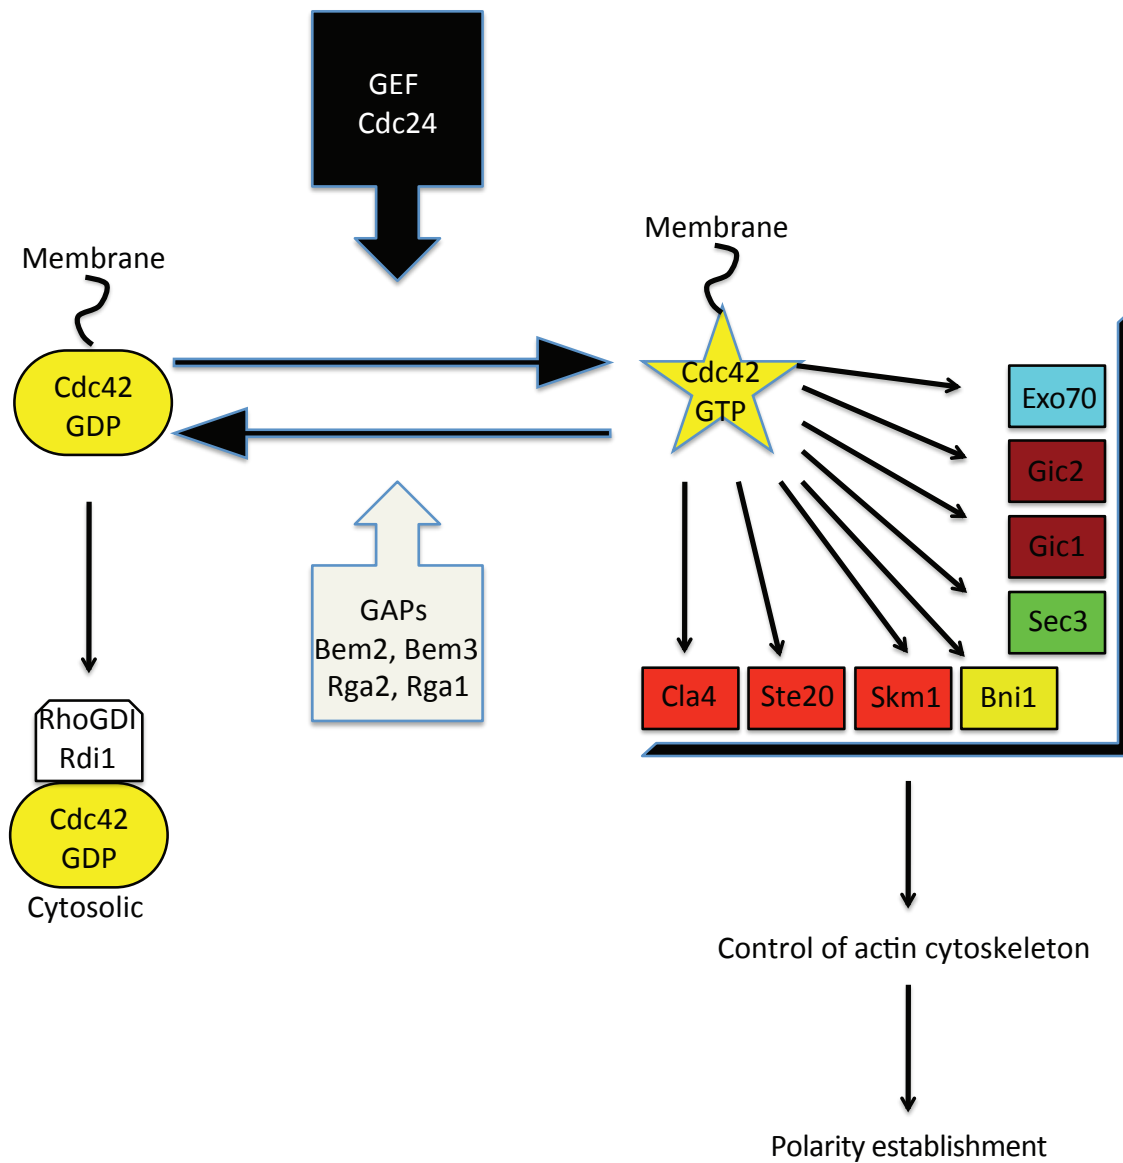 GEF
Cdc24
Membrane
Membrane
Cdc42
GDP
Cdc42
GTP
Exo70
Gic2
Gic1
Sec3
GAPs
Bem2, Bem3
Rga2, Rga1
Cla4
Ste20
Skm1
Bni1
RhoGDI
Rdi1
Cdc42
GDP
Cytosolic
Control of actin cytoskeleton
Polarity establishment